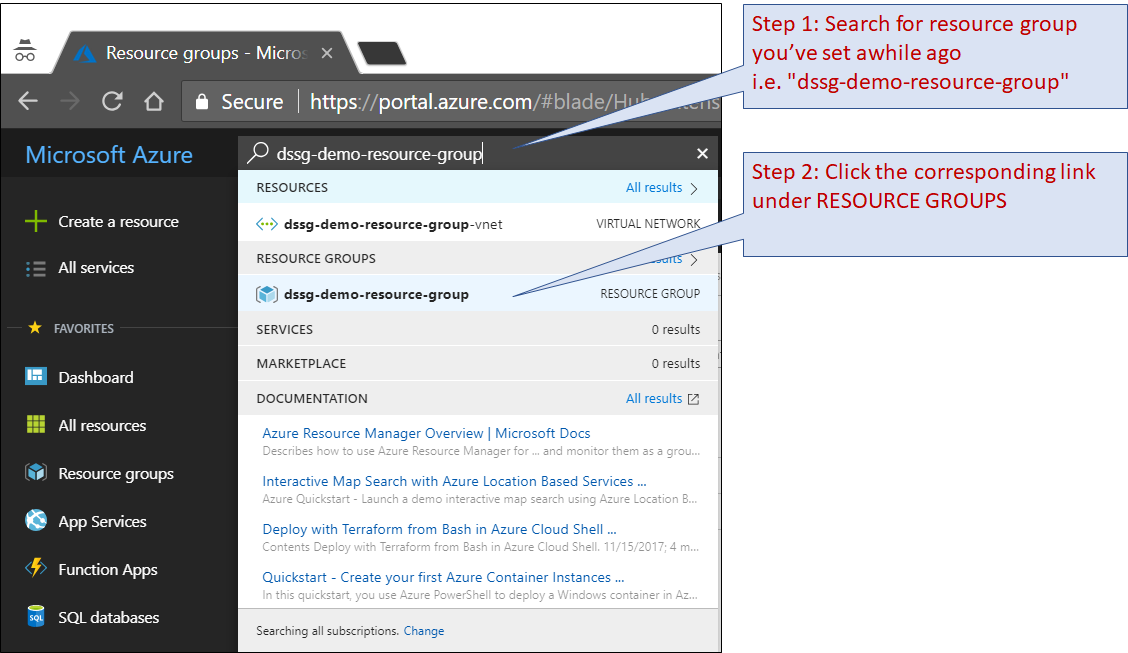 Resource groups - Micros
Secure
https://portal.azure.com/#blade/Hub
Microsoft Azure
dssg-demo-resource-group
Create a resource
All services
FAVORITES
Dashboard
All resources
Resource groups
App Services
Function Apps
SQL
SQL databases
RESOURCES
All results
dssg-demo-resource-group-vnet
VIRTUAL NETWORK
RESOURCE GROUPS
dssg-demo-resource-group
RESOURCE GROUP
SERVICES
0 results
MARKETPLACE
0 results
DOCUMENTATION
All results
Azure Resource Manager Overview | Microsoft Docs
Describes how to use Azure Resource Manager for ... and monitor them as a grou...
Interactive Map Search with Azure Location Based Services ...
Azure Quickstart - Launch a demo interactive map search using Azure Location B...
Deploy with Terraform from Bash in Azure Cloud Shell ...
Contents Deploy with Terraform from Bash in Azure Cloud Shell. 11/15/2017; 4 m...
Quickstart - Create your first Azure Container Instances ...
In this quickstart, you use Azure PowerShell to deploy a Windows container in Az...
Searching all subscriptions. Change
Step 1: Search for resource group
you’ve set awhile ago
i.e. "dssg-demo-resource-group"
Step 2: Click the corresponding link
under RESOURCE GROUPS